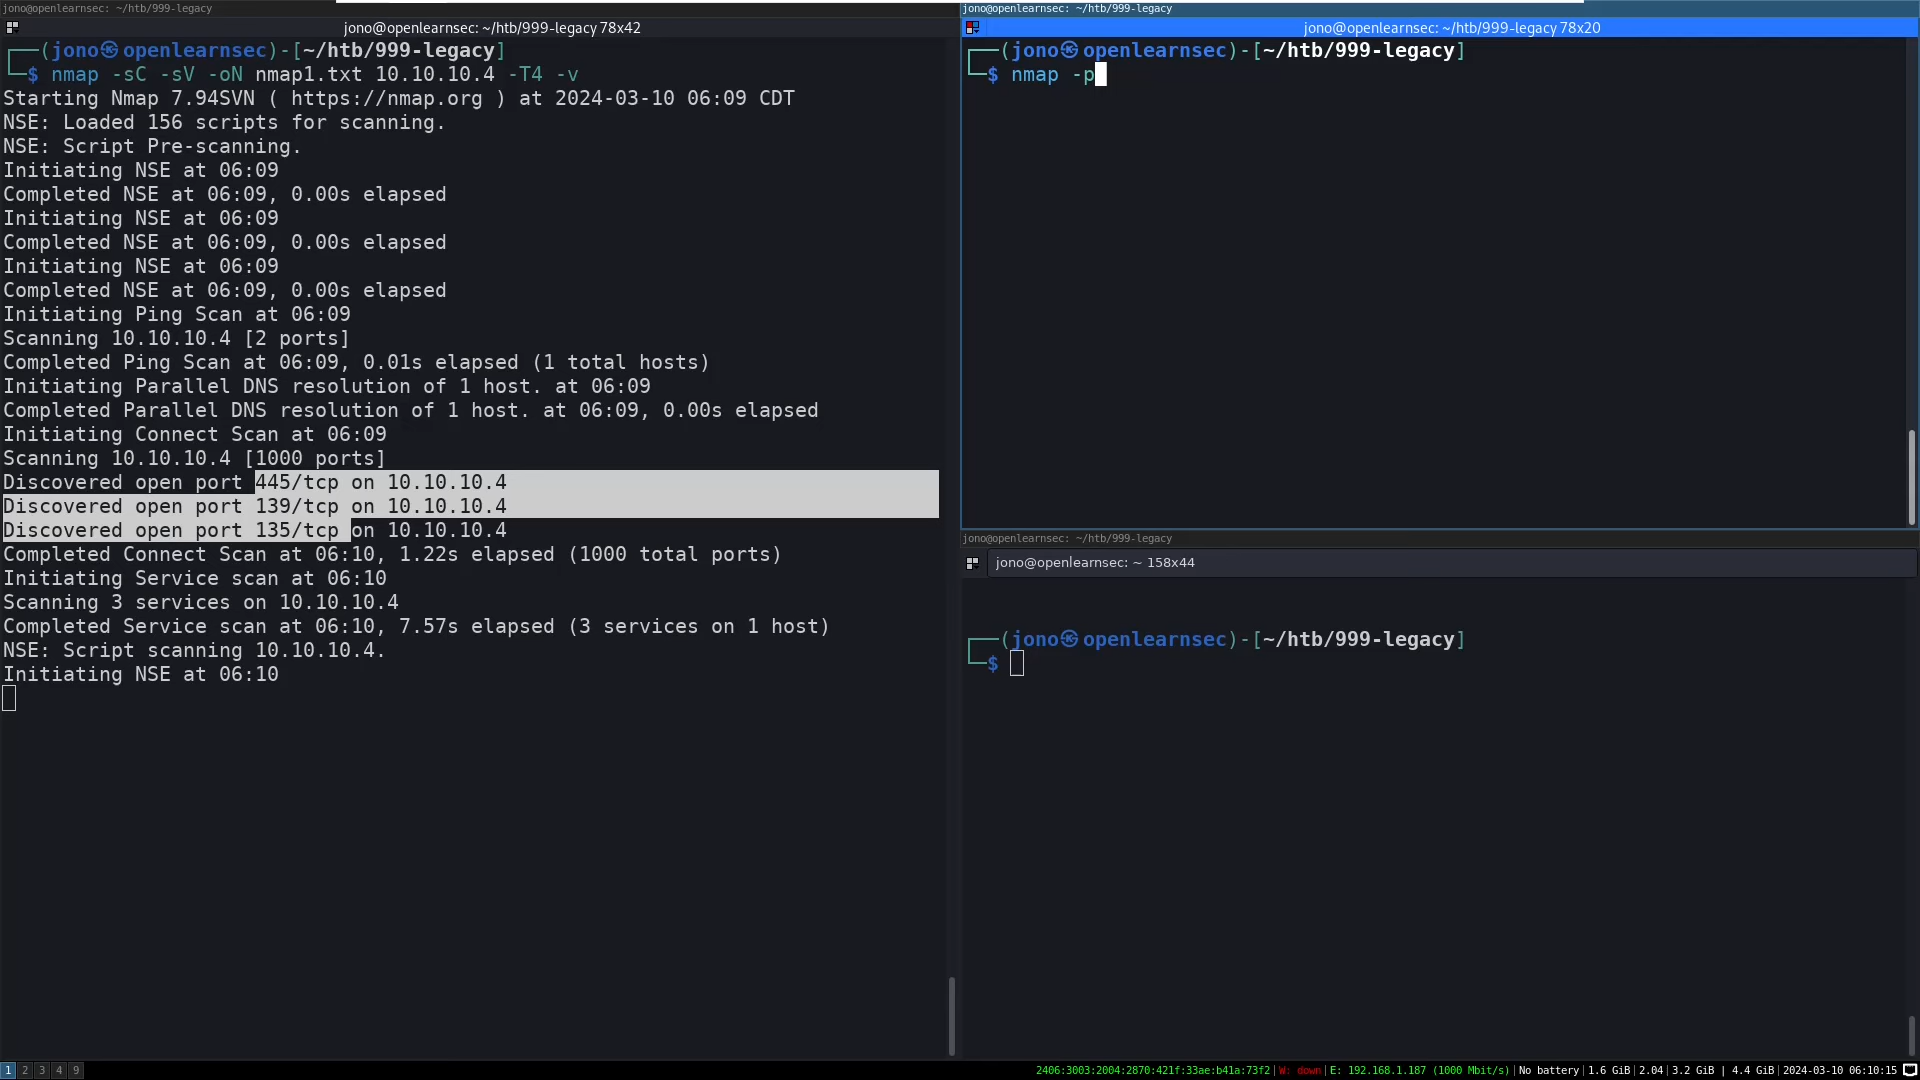 jono@openlearnsec: ~/htb/999-legacy
jono@openlearnsec: ~/htb/999-legacy 78x42
┌──(jono㉿openlearnsec)-[~/htb/999-legacy]
└─$ nmap -sC -sV -oN nmap1.txt 10.10.10.4 -T4 -v
Starting Nmap 7.94SVN ( https://nmap.org ) at 2024-03-10 06:09 CDT
NSE: Loaded 156 scripts for scanning.
NSE: Script Pre-scanning.
Initiating NSE at 06:09
Completed NSE at 06:09, 0.00s elapsed
Initiating NSE at 06:09
Completed NSE at 06:09, 0.00s elapsed
Initiating NSE at 06:09
Completed NSE at 06:09, 0.00s elapsed
Initiating Ping Scan at 06:09
Scanning 10.10.10.4 [2 ports]
Completed Ping Scan at 06:09, 0.01s elapsed (1 total hosts)
Initiating Parallel DNS resolution of 1 host. at 06:09
Completed Parallel DNS resolution of 1 host. at 06:09, 0.00s elapsed
Initiating Connect Scan at 06:09
Scanning 10.10.10.4 [1000 ports]
Discovered open port 445/tcp on 10.10.10.4
Discovered open port 139/tcp on 10.10.10.4
Discovered open port 135/tcp on 10.10.10.4
Completed Connect Scan at 06:10, 1.22s elapsed (1000 total ports)
Initiating Service scan at 06:10
Scanning 3 services on 10.10.10.4
Completed Service scan at 06:10, 7.57s elapsed (3 services on 1 host)
NSE: Script scanning 10.10.10.4.
Initiating NSE at 06:10
jono@openlearnsec: ~/htb/999-legacy
jono@openlearnsec: ~/htb/999-legacy 78x20
┌──(jono㉿openlearnsec)-[~/htb/999-legacy]
└─$ nmap -p
jono@openlearnsec: ~/htb/999-legacy
jono@openlearnsec: ~ 158x44
┌──(jono㉿openlearnsec)-[~/htb/999-legacy]
└─$
1 2 3 4 9
2406:3003:2004:2870:421f:33ae:b41a:73f2|W: down|E: 192.168.1.187 (1000 Mbit/s)|No battery|1.6 GiB|2.04|3.2 GiB | 4.4 GiB|2024-03-10 06:10:15